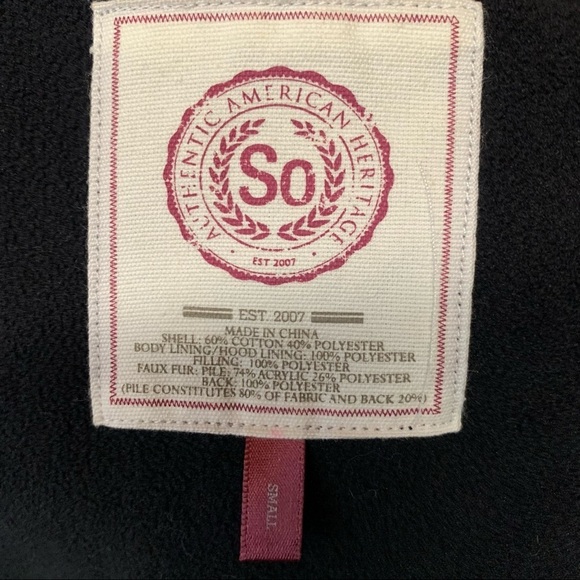 AUTHENTIC AMERICAN HERITAGE
So
· EST 2007 ·
EST. 2007
MADE IN CHINA
SHELL: 60% COTTON 40% POLYESTER
BODY LINING/HOOD LINING: 100% POLYESTER
FILLING: 100% POLYESTER
FAUX FUR: PILE: 74% ACRYLIC 26% POLYESTER
BACK: 100% POLYESTER
(PILE CONSTITUTES 80% OF FABRIC AND BACK 20%)
SMALL